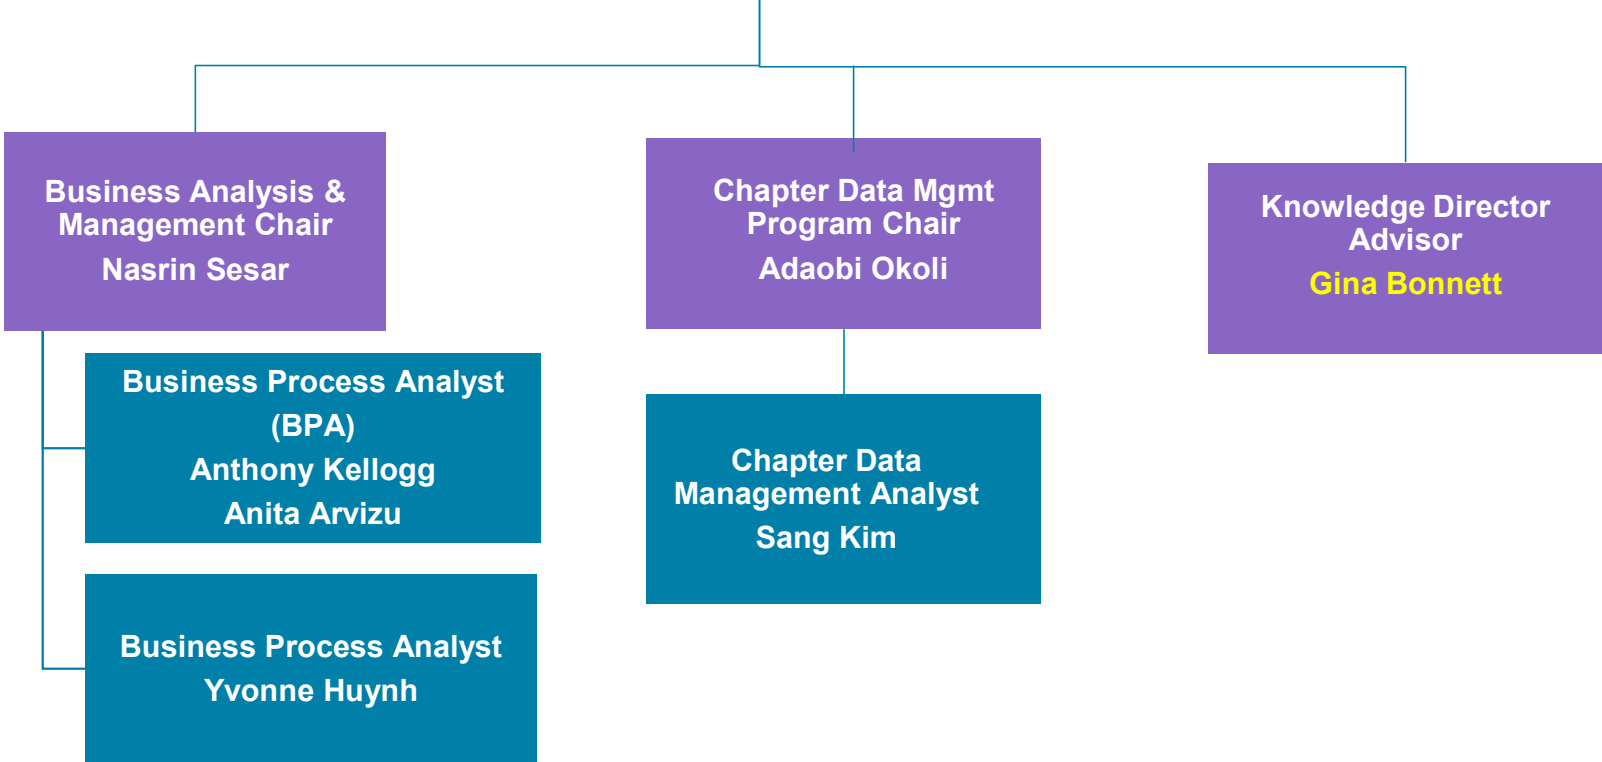 Business Analysis &
Management Chair
Nasrin Sesar
Chapter Data Mgmt
Program Chair
Adaobi Okoli
Knowledge Director
Advisor
Gina Bonnett
Business Process Analyst
(BPA)
Anthony Kellogg
Anita Arvizu
Chapter Data
Management Analyst
Sang Kim
Business Process Analyst
Yvonne Huynh